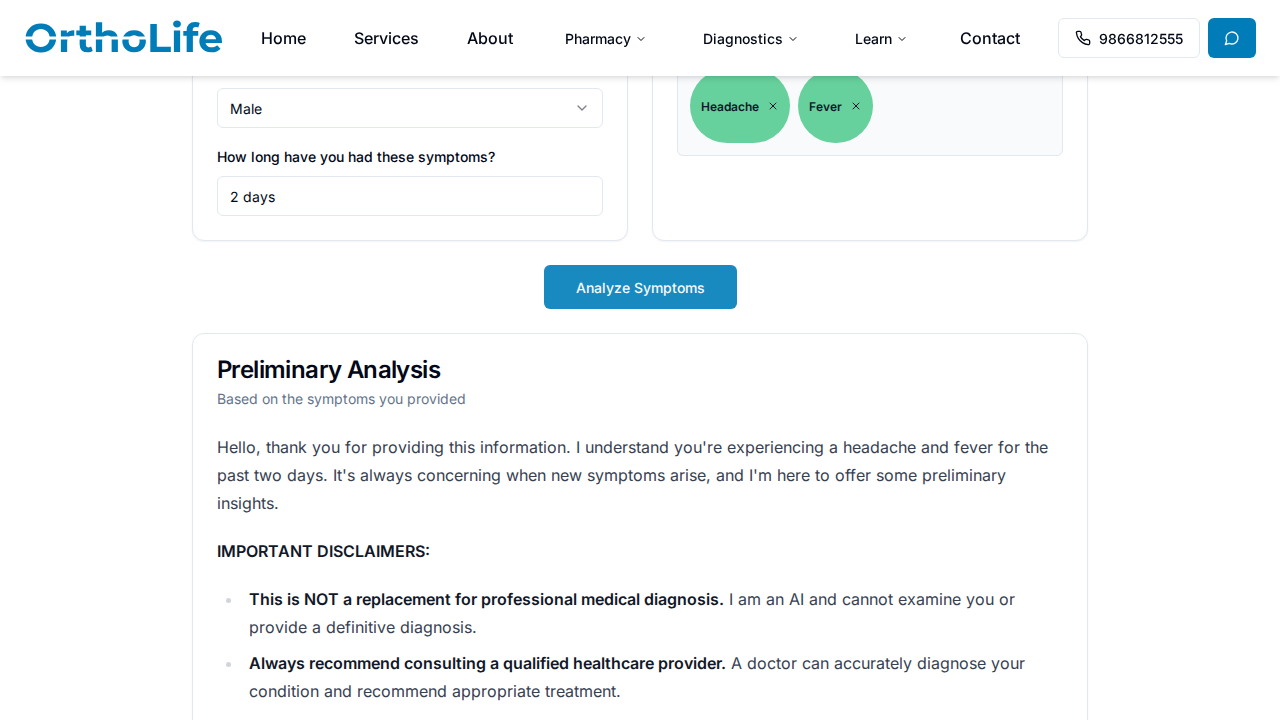 OrthoLife
Home
Services
About
Pharmacy
Diagnostics
Learn
Contact
9866812555
Male
How long have you had these symptoms?
2 days
Headache
Fever
Analyze Symptoms
Preliminary Analysis
Based on the symptoms you provided
Hello, thank you for providing this information. I understand you're experiencing a headache and fever for the
past two days. It's always concerning when new symptoms arise, and I'm here to offer some preliminary
insights.
IMPORTANT DISCLAIMERS:
This is NOT a replacement for professional medical diagnosis. I am an AI and cannot examine you or
provide a definitive diagnosis.
Always recommend consulting a qualified healthcare provider. A doctor can accurately diagnose your
condition and recommend appropriate treatment.